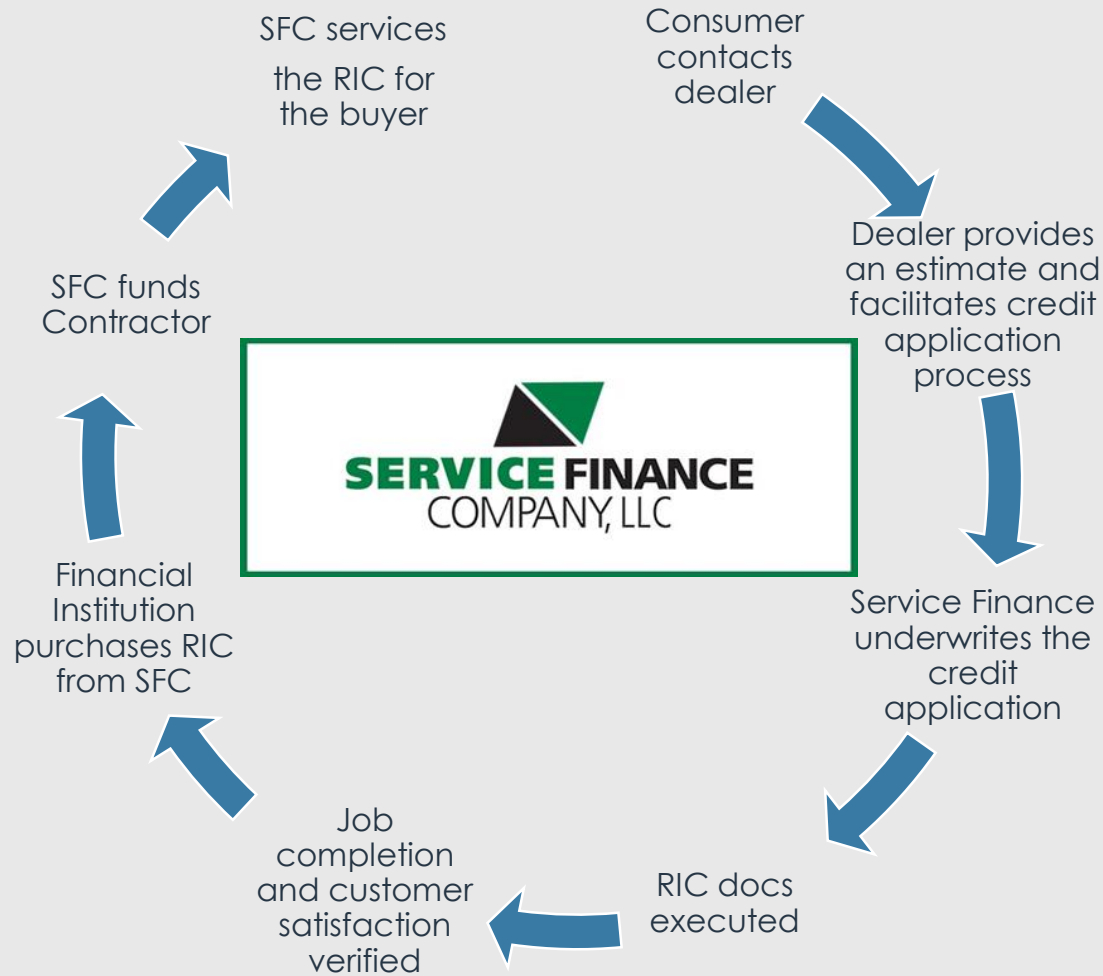 Consumer
contacts
dealer
Dealer provides
an estimate and
facilitates credit
application
process
Service Finance
underwrites the
credit
application
RIC docs
executed
Job
completion
and customer
satisfaction
verified
Financial
Institution
purchases RIC
from SFC
SFC funds
Contractor
SFC services
the RIC for
the buyer
SERVICE FINANCE
COMPANY, LLC